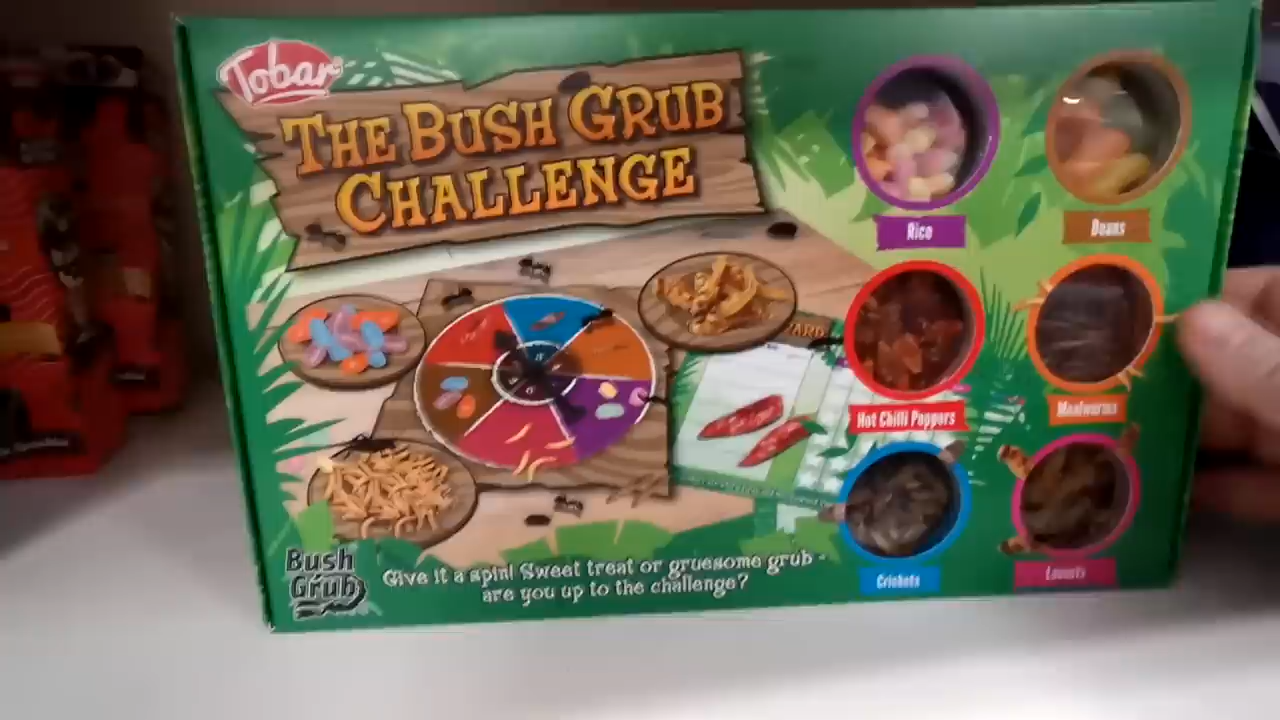 Tobar
THE BUSH GRUB
CHALLENGE
Rice
Beans
Hot Chilli Peppers
Mealworms
Crickets
Locusts
Bush
Grub
Give it a spin! Sweet treat or gruesome grub -
are you up to the challenge?